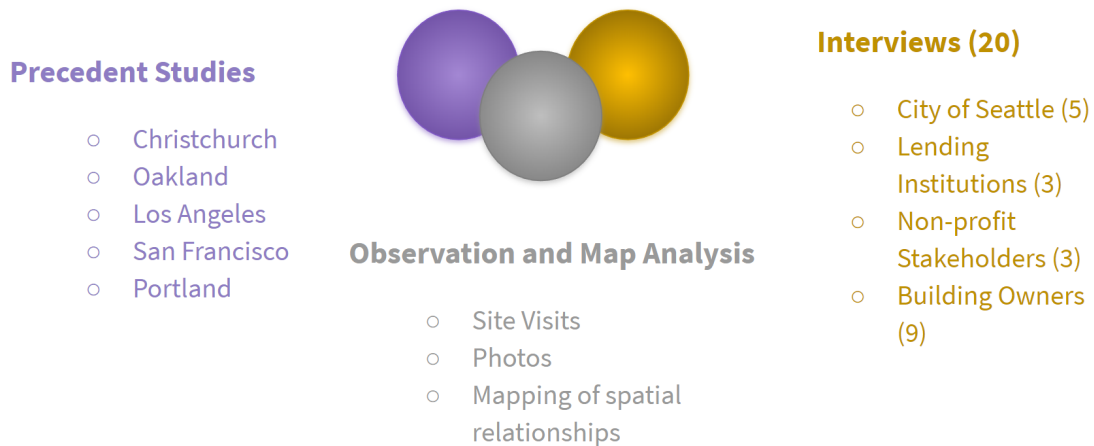 Precedent Studies
○ Christchurch
○ Oakland
○ Los Angeles
○ San Francisco
○ Portland
Observation and Map Analysis
○ Site Visits
○ Photos
○ Mapping of spatial
relationships
Interviews (20)
○ City of Seattle (5)
○ Lending
Institutions (3)
○ Non-profit
Stakeholders (3)
○ Building Owners
(9)